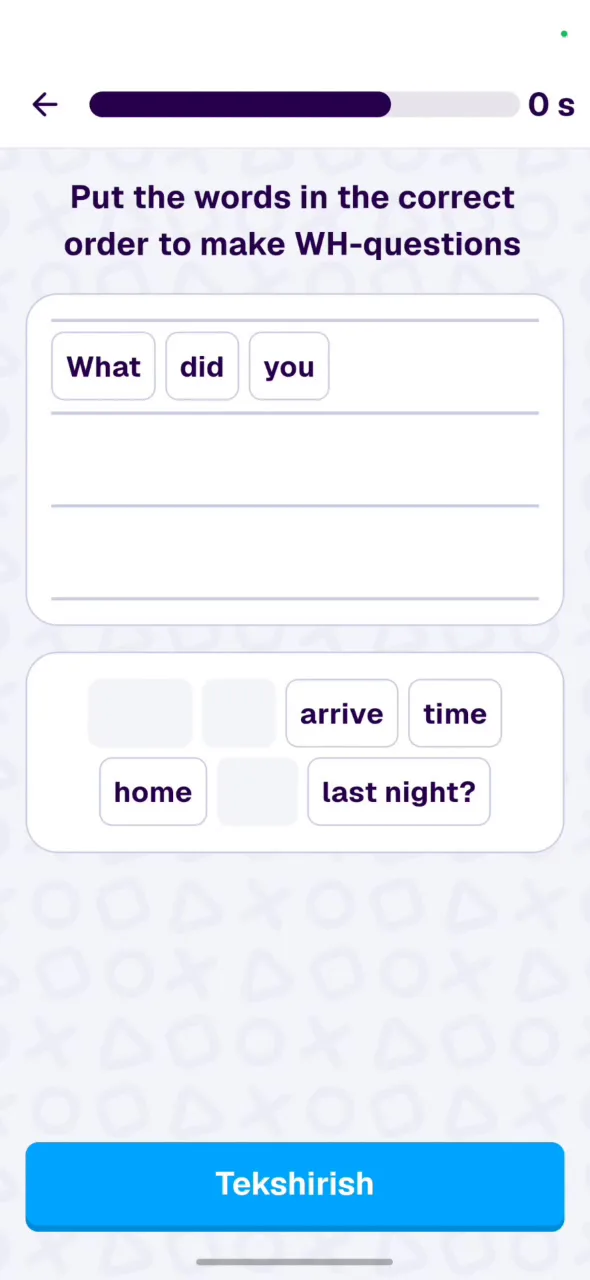 0 s
Put the words in the correct
order to make WH-questions
What did you
arrive time
home last night?
Tekshirish